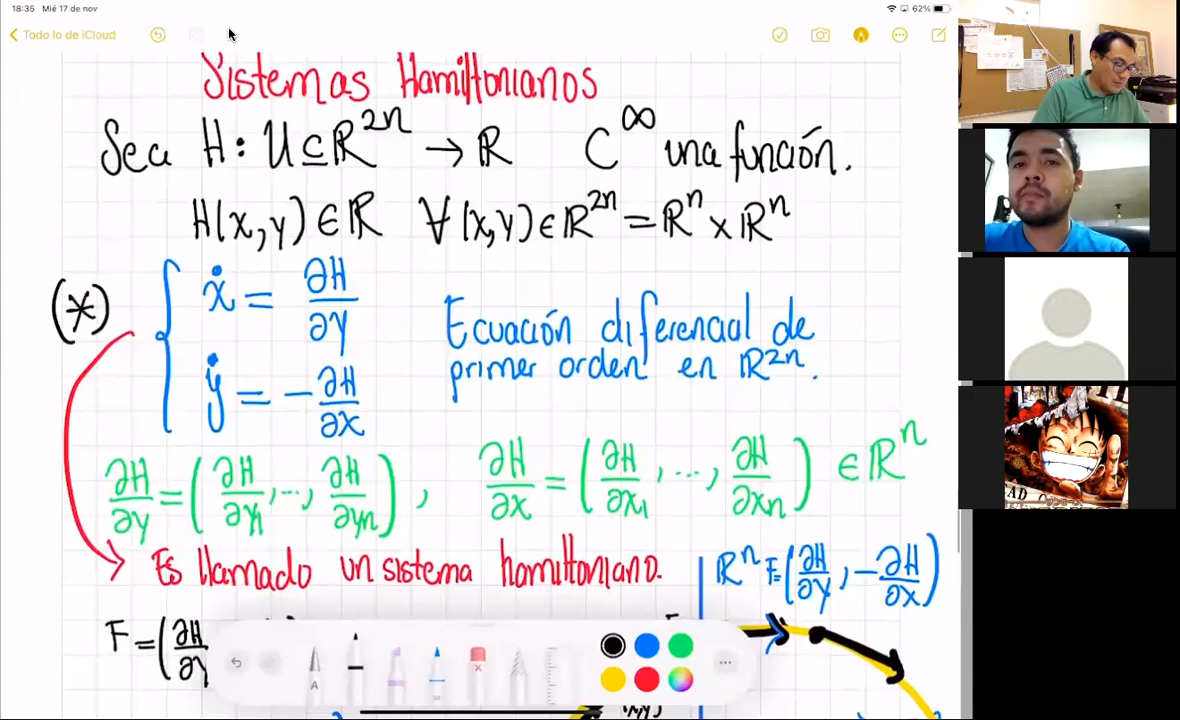 18:35 Mié 17 de nov
62%
Todo lo de iCloud
Sistemas Hamiltonianos
Sea H: U ⊆ ℝ²ⁿ → ℝ C^∞ una función.
H(x,y) ∈ ℝ ∀(x,y) ∈ ℝ²ⁿ = ℝⁿ × ℝⁿ
(*) { ẋ = ∂H/∂y
ẏ = -∂H/∂x
Ecuación diferencial de
primer orden en ℝ²ⁿ.
∂H/∂y = (∂H/∂y₁, ..., ∂H/∂yn), ∂H/∂x = (∂H/∂x₁, ..., ∂H/∂xn) ∈ ℝⁿ
Es llamado un sistema hamiltoniano.
ℝⁿ F=(∂H/∂y, -∂H/∂x)
F = (∂H/∂y
A